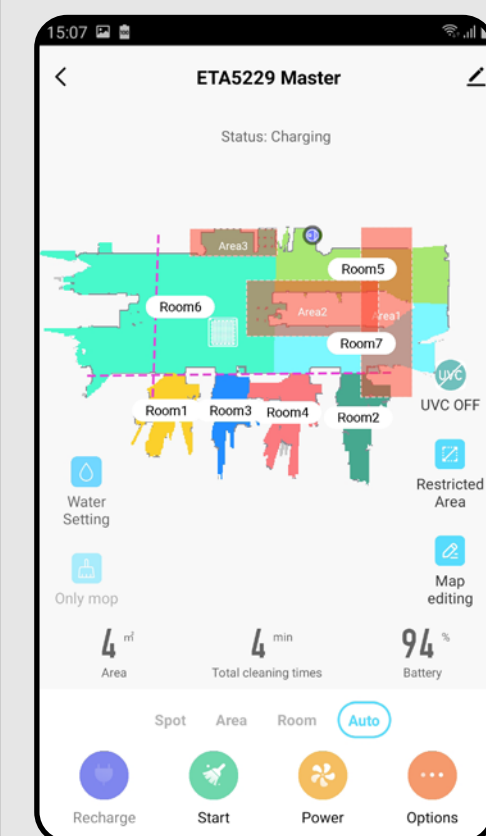 15:07
ETA5229 Master
Status: Charging
Area3
Room5
Room6
Area2
Area1
Room7
UVC
UVC OFF
Room1
Room3
Room4
Room2
Water
Setting
Restricted
Area
Only mop
Map
editing
4 ㎡
4 min
94 %
Area
Total cleaning times
Battery
Spot
Area
Room
Auto
Recharge
Start
Power
Options